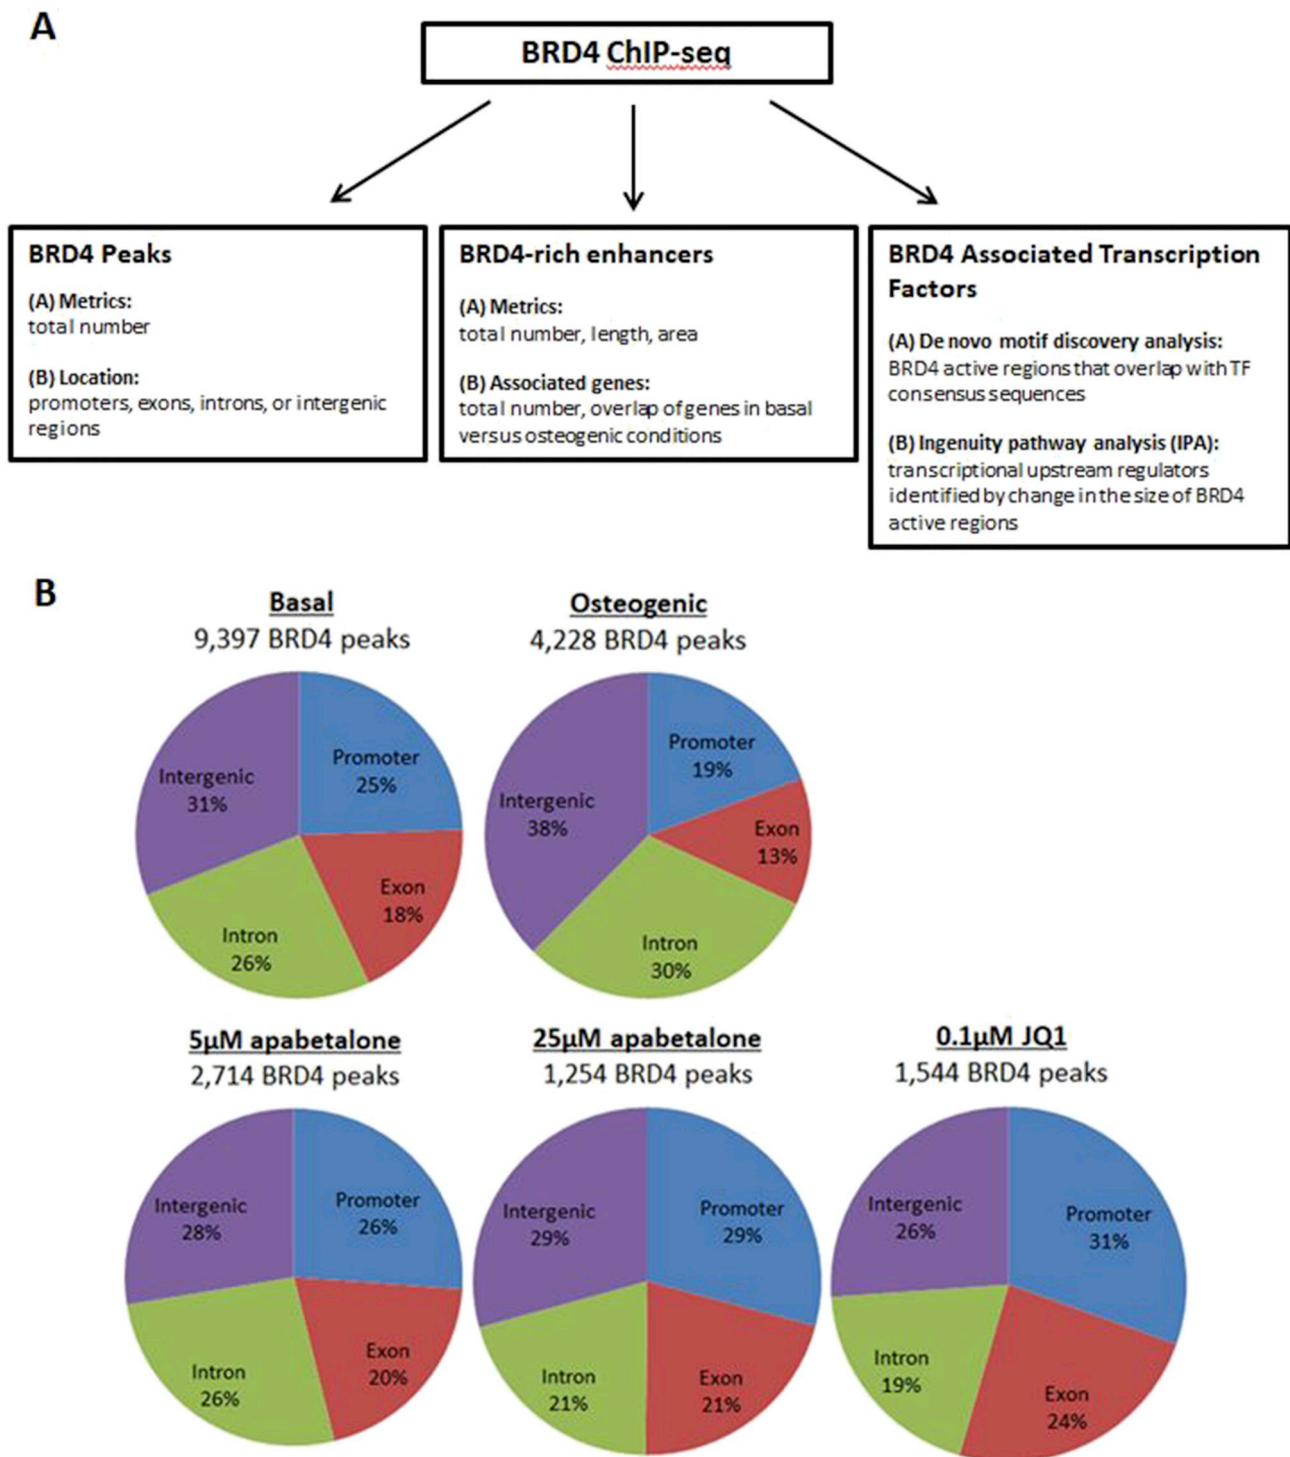 A
BRD4 ChIP-seq
BRD4 Peaks
(A) Metrics:
total number
(B) Location:
promoters, exons, introns, or intergenic
regions
BRD4-rich enhancers
(A) Metrics:
total number, length, area
(B) Associated genes:
total number, overlap of genes in basal
versus osteogenic conditions
BRD4 Associated Transcription
Factors
(A) De novo motif discovery analysis:
BRD4 active regions that overlap with TF
consensus sequences
(B) Ingenuity pathway analysis (IPA):
transcriptional upstream regulators
identified by change in the size of BRD4
active regions
B
Basal
9,397 BRD4 peaks
Intergenic
31%
Promoter
25%
Exon
18%
Intron
26%
Osteogenic
4,228 BRD4 peaks
Intergenic
38%
Promoter
19%
Exon
13%
Intron
30%
5µM apabetalone
2,714 BRD4 peaks
Intergenic
28%
Promoter
26%
Exon
20%
Intron
26%
25µM apabetalone
1,254 BRD4 peaks
Intergenic
29%
Promoter
29%
Exon
21%
Intron
21%
0.1µM JQ1
1,544 BRD4 peaks
Intergenic
26%
Promoter
31%
Intron
19%
Exon
24%